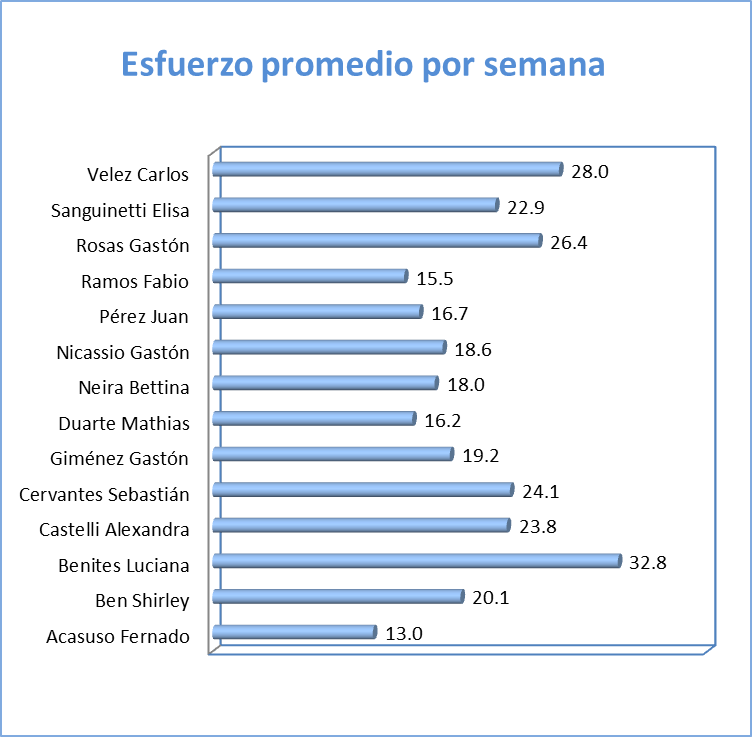 Esfuerzo promedio por semana
Velez Carlos 28.0
Sanguinetti Elisa 22.9
Rosas Gastón 26.4
Ramos Fabio 15.5
Pérez Juan 16.7
Nicassio Gastón 18.6
Neira Bettina 18.0
Duarte Mathias 16.2
Giménez Gastón 19.2
Cervantes Sebastián 24.1
Castelli Alexandra 23.8
Benites Luciana 32.8
Ben Shirley 20.1
Acasuso Fernado 13.0